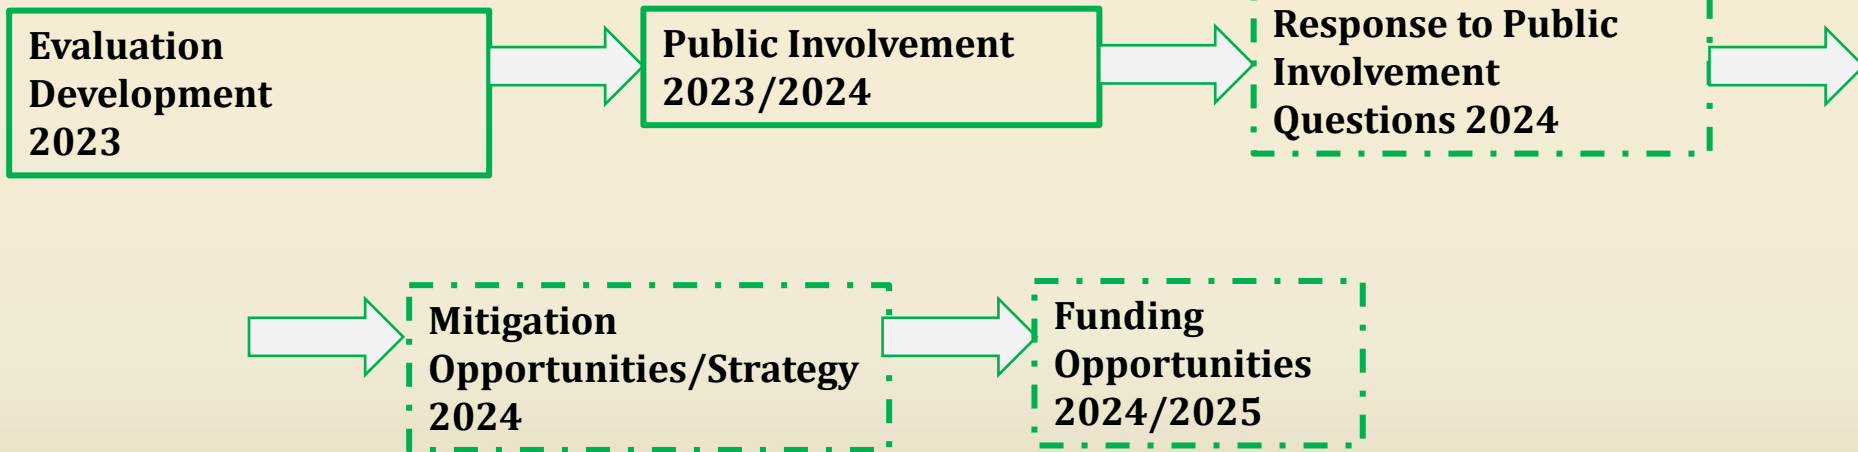 Evaluation
Development
2023
Public Involvement
2023/2024
Response to Public
Involvement
Questions 2024
Mitigation
Opportunities/Strategy
2024
Funding
Opportunities
2024/2025